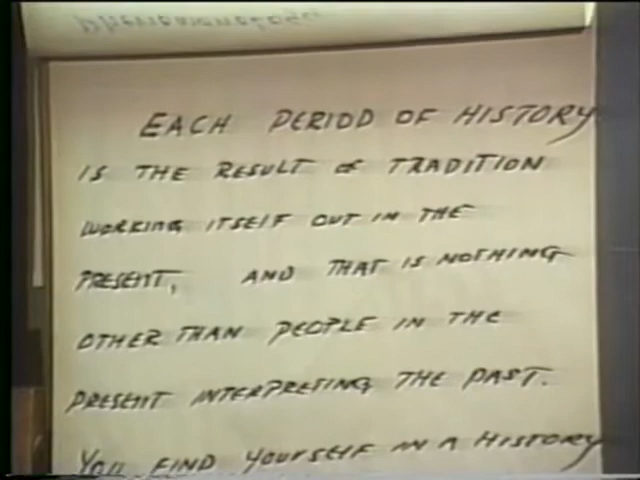 phenomenology
EACH PERIOD OF HISTORY
IS THE RESULT OF TRADITION
WORKING ITSELF OUT IN THE
PRESENT, AND THAT IS NOTHING
OTHER THAN PEOPLE IN THE
PRESENT INTERPRETING THE PAST.
YOU FIND YOURSELF IN A HISTORY